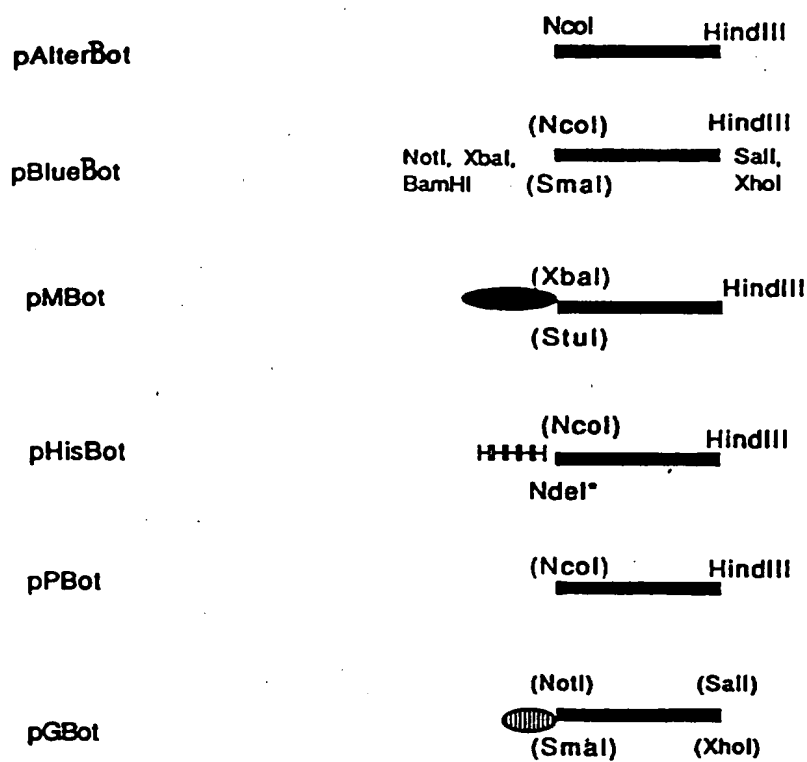 NcoI HindIII
pAlterBot
(NcoI) HindIII
NotI, XbaI, SalI,
pBlueBot
BamHI (SmaI) XhoI
(XbaI) HindIII
pMBot
(StuI)
(NcoI) HindIII
pHisBot HHHHH
NdeI*
(NcoI) HindIII
pPBot
(NotI) (SalI)
pGBot
(SmaI) (XhoI)